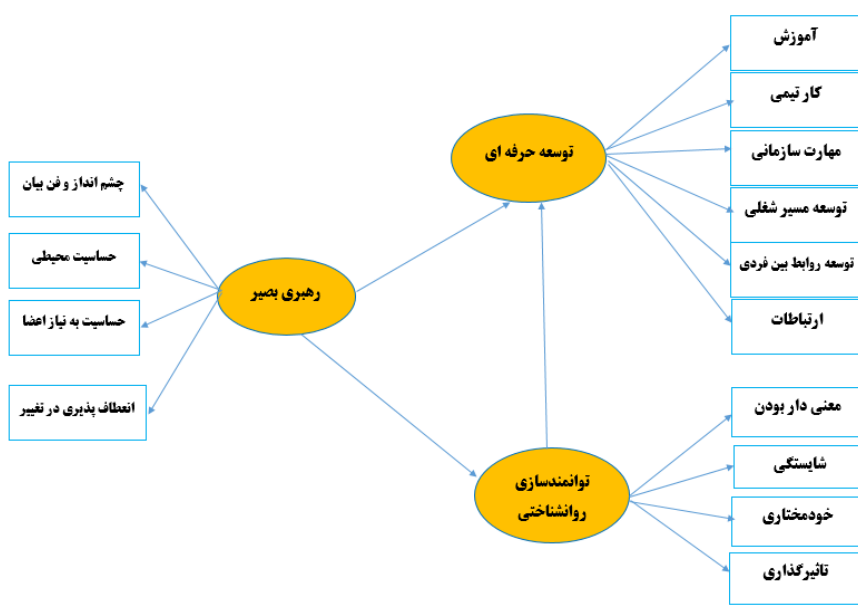 آموزش
کار تیمی
مهارت سازمانی
توسعه مسیر شغلی
توسعه روابط بین فردی
ارتباطات
توسعه حرفه ای
رهبری بصیر
چشم انداز و فن بیان
حساسیت محیطی
حساسیت به نیاز اعضا
انعطاف پذیری در تغییر
معنی دار بودن
شایستگی
خودمختاری
تاثیرگذاری
توانمندسازی
روانشناختی